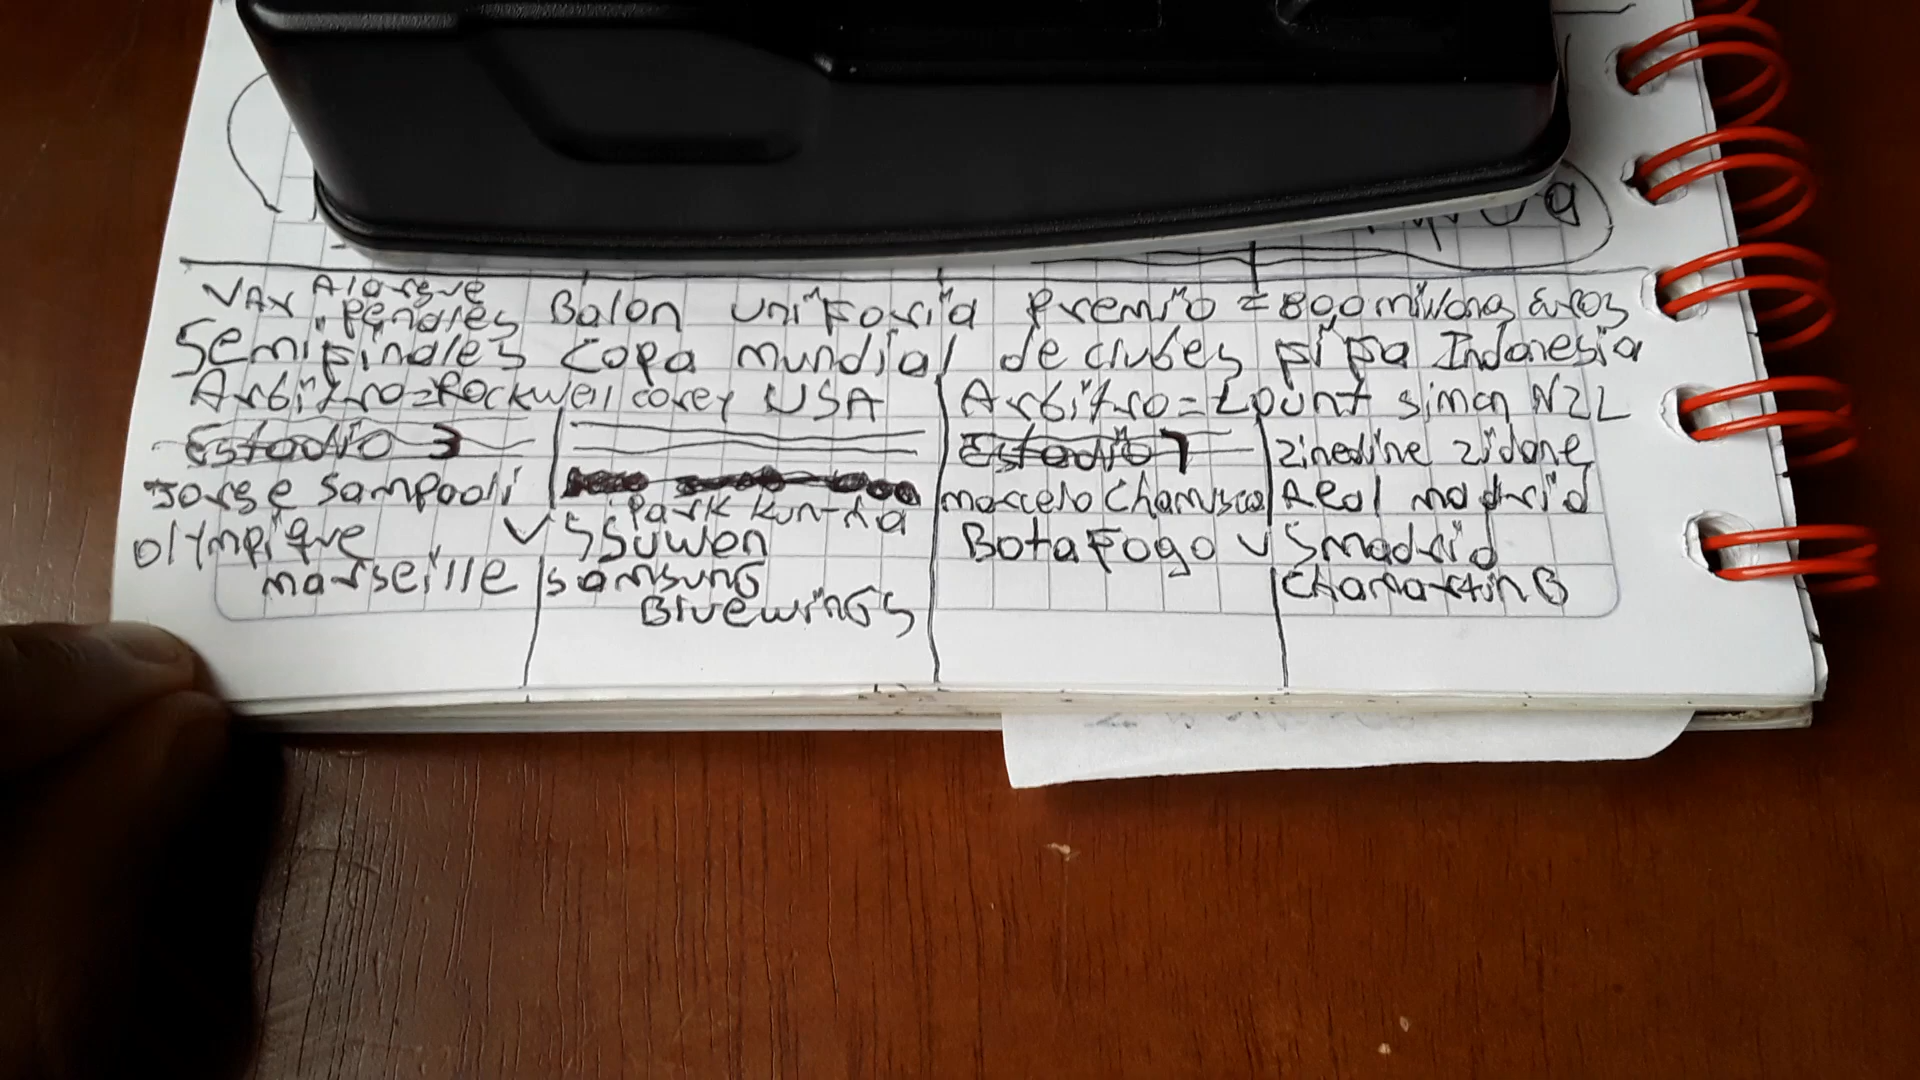 VAR Alargue
Penales Balon uniforia Premio = 800 millones Euros
Semifinales Copa mundial de clubes fifa Indonesia
Arbitro=Rockwell corey USA
Arbitro=Lount simon NZL
Estadio 3
Estadio 7
Zinedine Zidane
Jorge Sampaoli
Park Kun-Ha
marcelo Chamusca
Real madrid
Olympique
marseille
VS
Suwon
Samsung
Bluewings
Botafogo
VS
madrid
Chamartin B